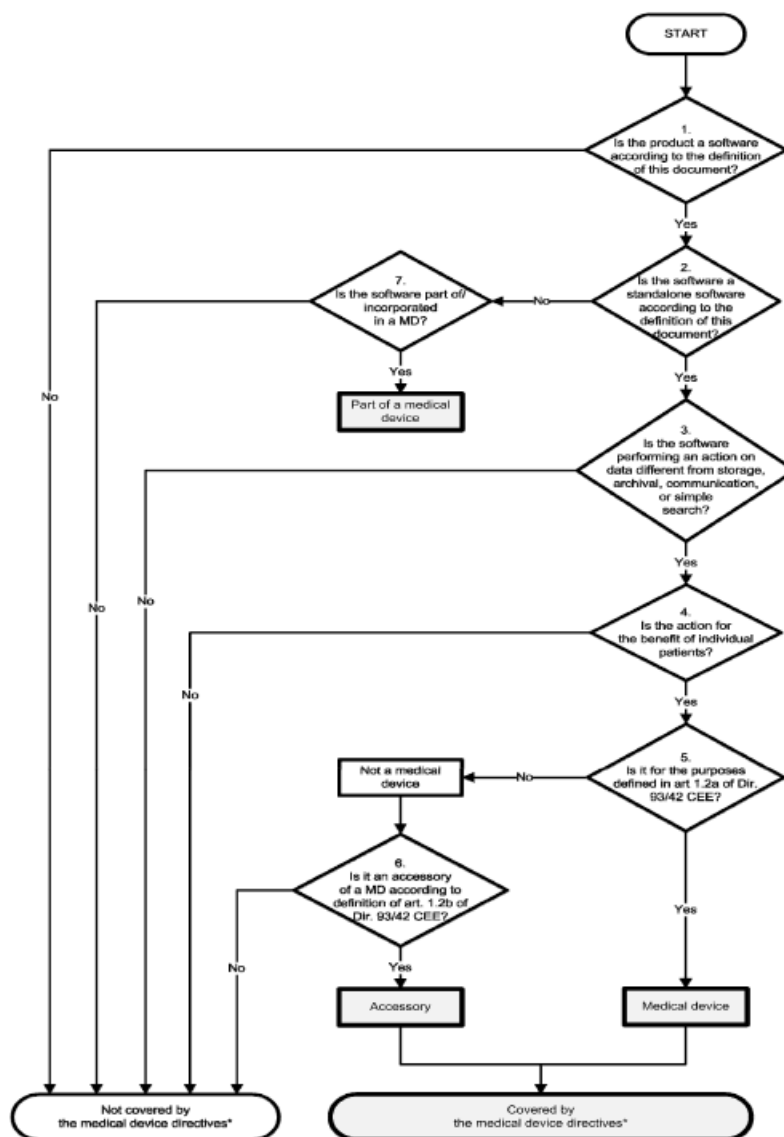 START
1.
Is the product a software
according to the definition
of this document?
Yes
2.
Is the software a
standalone software
according to the
definition of this
document?
No
7.
Is the software part of/
incorporated
in a MD?
Yes
Part of a medical
device
Yes
No
3.
Is the software
performing an action on
data different from storage,
archival, communication,
or simple
search?
Yes
No
No
4.
Is the action for
the benefit of individual
patients?
No
Yes
5.
Is it for the purposes
defined in art 1.2a of Dir.
93/42 CEE?
No
Not a medical
device
6.
Is it an accessory
of a MD according to
definition of art. 1.2b of
Dir. 93/42 CEE?
Yes
No
Yes
Accessory
Medical device
Not covered by
the medical device directives*
Covered by
the medical device directives*